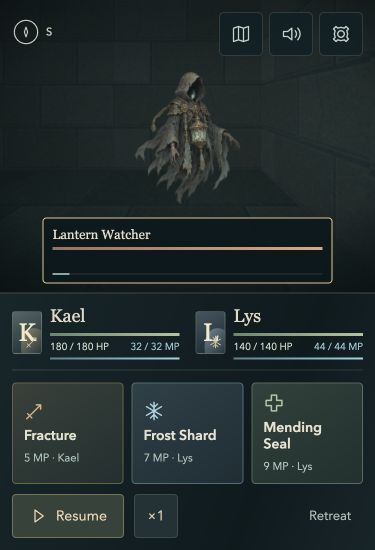 S
Lantern Watcher
K
Kael
180 / 180 HP
32 / 32 MP
L
Lys
140 / 140 HP
44 / 44 MP
Fracture
5 MP · Kael
Frost Shard
7 MP · Lys
Mending
Seal
9 MP · Lys
Resume
×1
Retreat